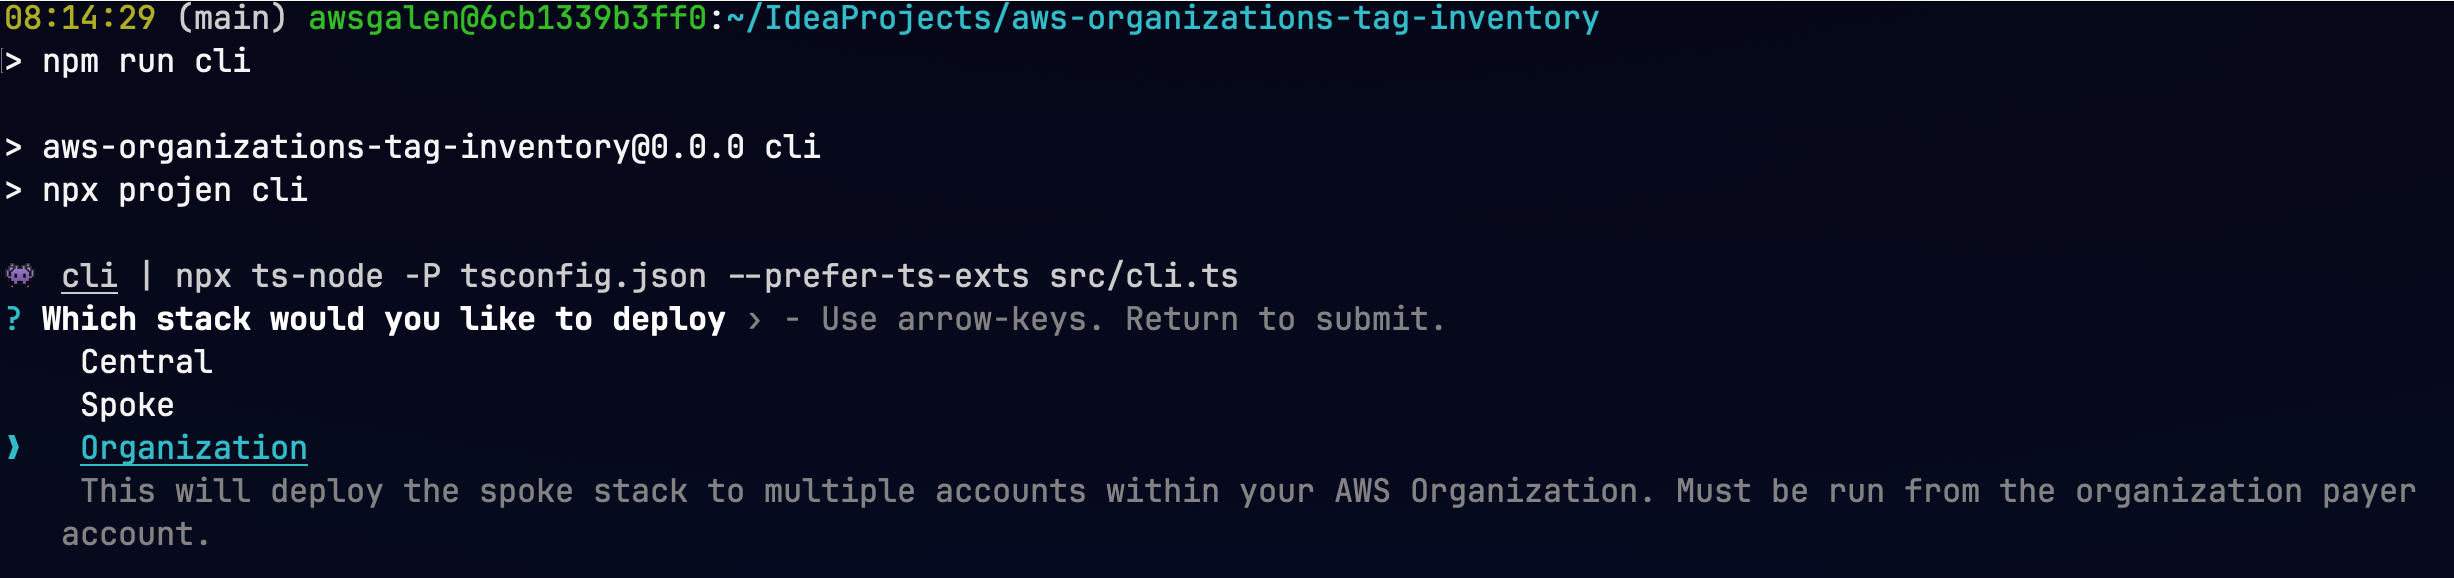 08:14:29 (main) awsgalen@6cb1339b3ff0:~/IdeaProjects/aws-organizations-tag-inventory
> npm run cli
> aws-organizations-tag-inventory@0.0.0 cli
> npx projen cli
👾 cli | npx ts-node -P tsconfig.json --prefer-ts-exts src/cli.ts
? Which stack would you like to deploy › - Use arrow-keys. Return to submit.
Central
Spoke
❯ Organization
This will deploy the spoke stack to multiple accounts within your AWS Organization. Must be run from the organization payer
account.